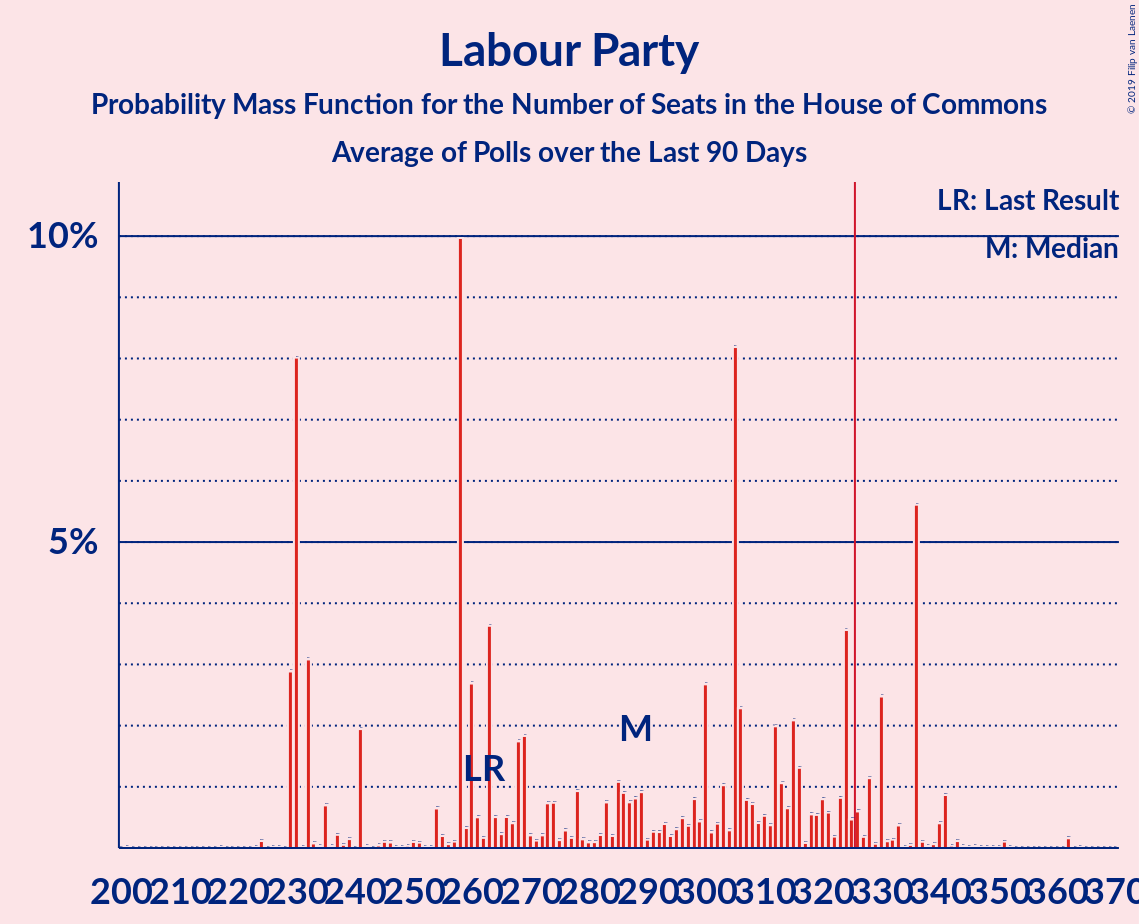 Labour Party
Probability Mass Function for the Number of Seats in the House of Commons
Average of Polls over the Last 90 Days
© 2019 Filip van Laenen
LR: Last Result
M: Median
10%
5%
M
LR
200 210 220 230 240 250 260 270 280 290 300 310 320 330 340 350 360 370